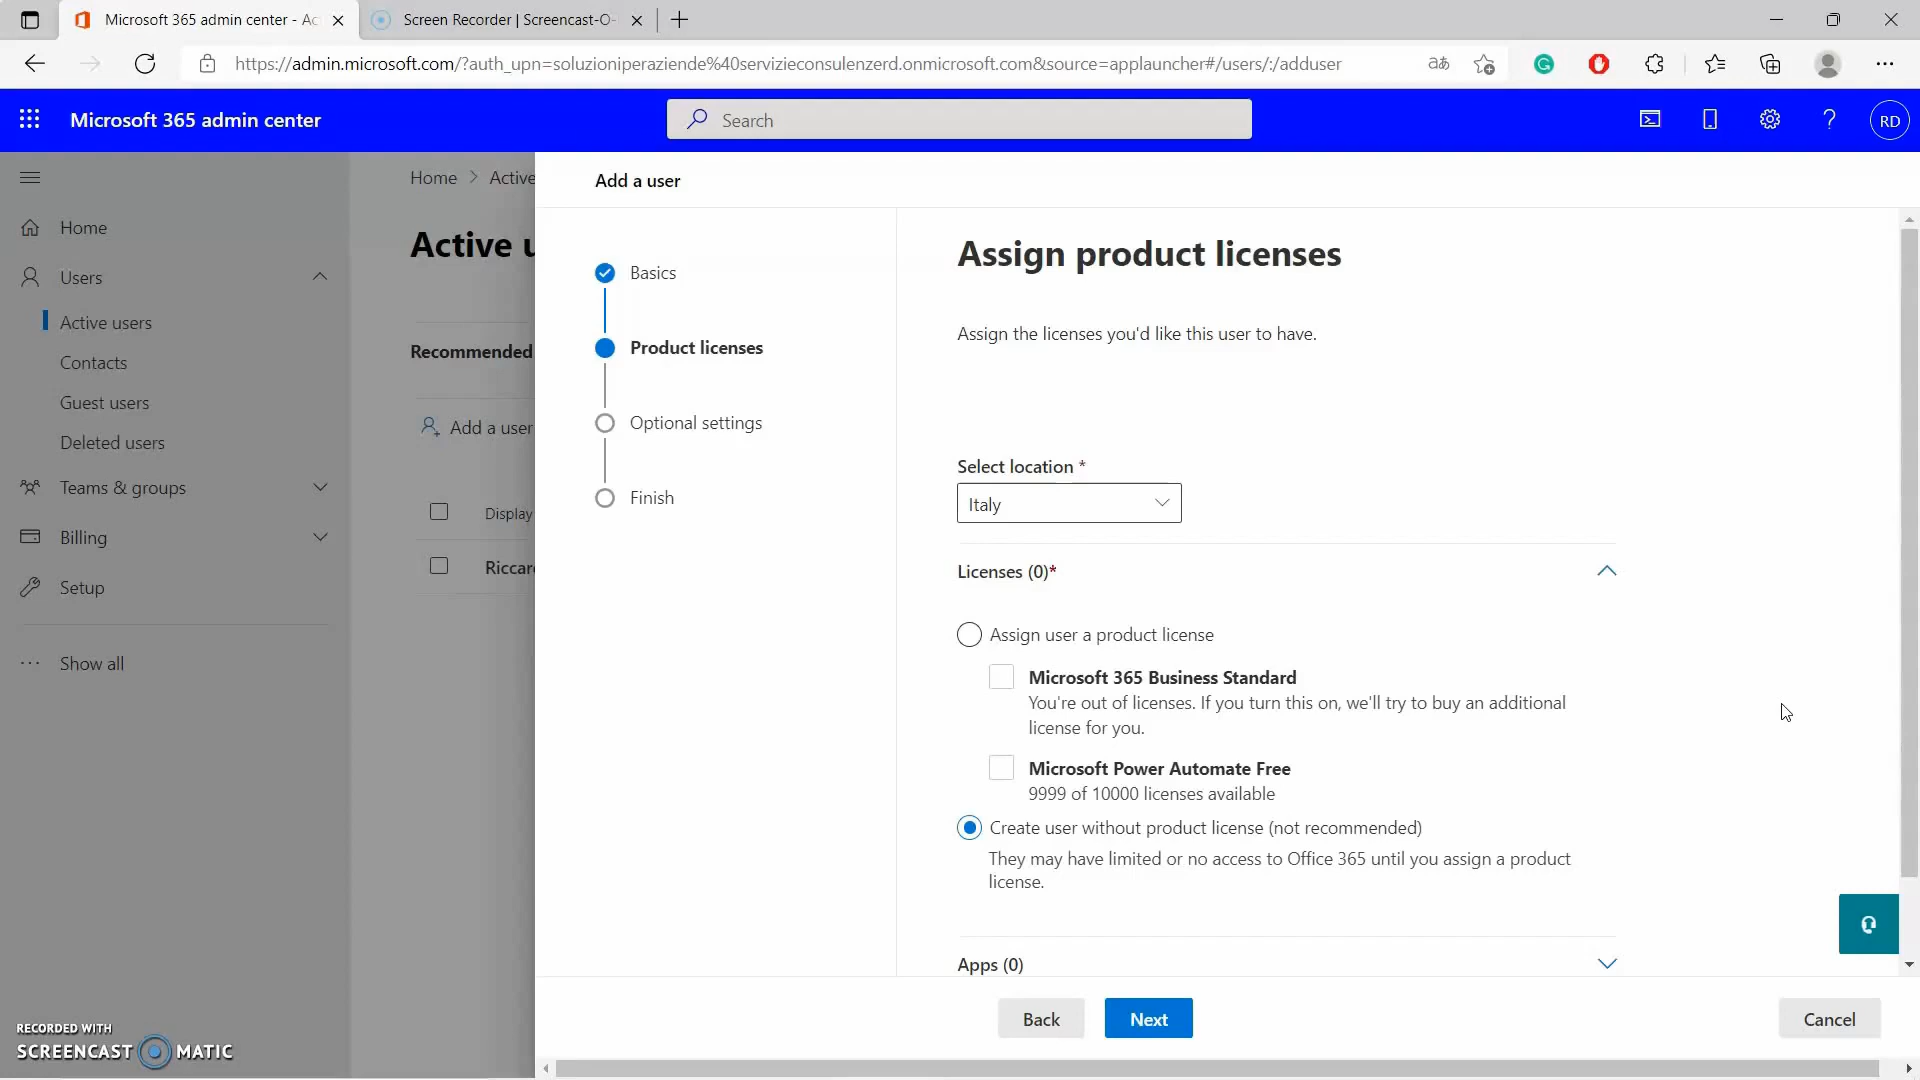 Microsoft 365 admin center - Ac
Screen Recorder | Screencast-O-
https://admin.microsoft.com/?auth_upn=soluzioniperaziende%40servizieconsulenzerd.onmicrosoft.com&source=applauncher#/users/:/adduser
Microsoft 365 admin center
Search
RD
Home
Users
Active users
Contacts
Guest users
Deleted users
Teams & groups
Billing
Setup
Show all
Home > Active
Active u
Recommended
Add a user
Display
Riccar
Add a user
Basics
Product licenses
Optional settings
Finish
Assign product licenses
Assign the licenses you'd like this user to have.
Select location *
Italy
Licenses (0)*
Assign user a product license
Microsoft 365 Business Standard
You're out of licenses. If you turn this on, we'll try to buy an additional
license for you.
Microsoft Power Automate Free
9999 of 10000 licenses available
Create user without product license (not recommended)
They may have limited or no access to Office 365 until you assign a product
license.
Apps (0)
Back
Next
Cancel
RECORDED WITH
SCREENCAST MATIC